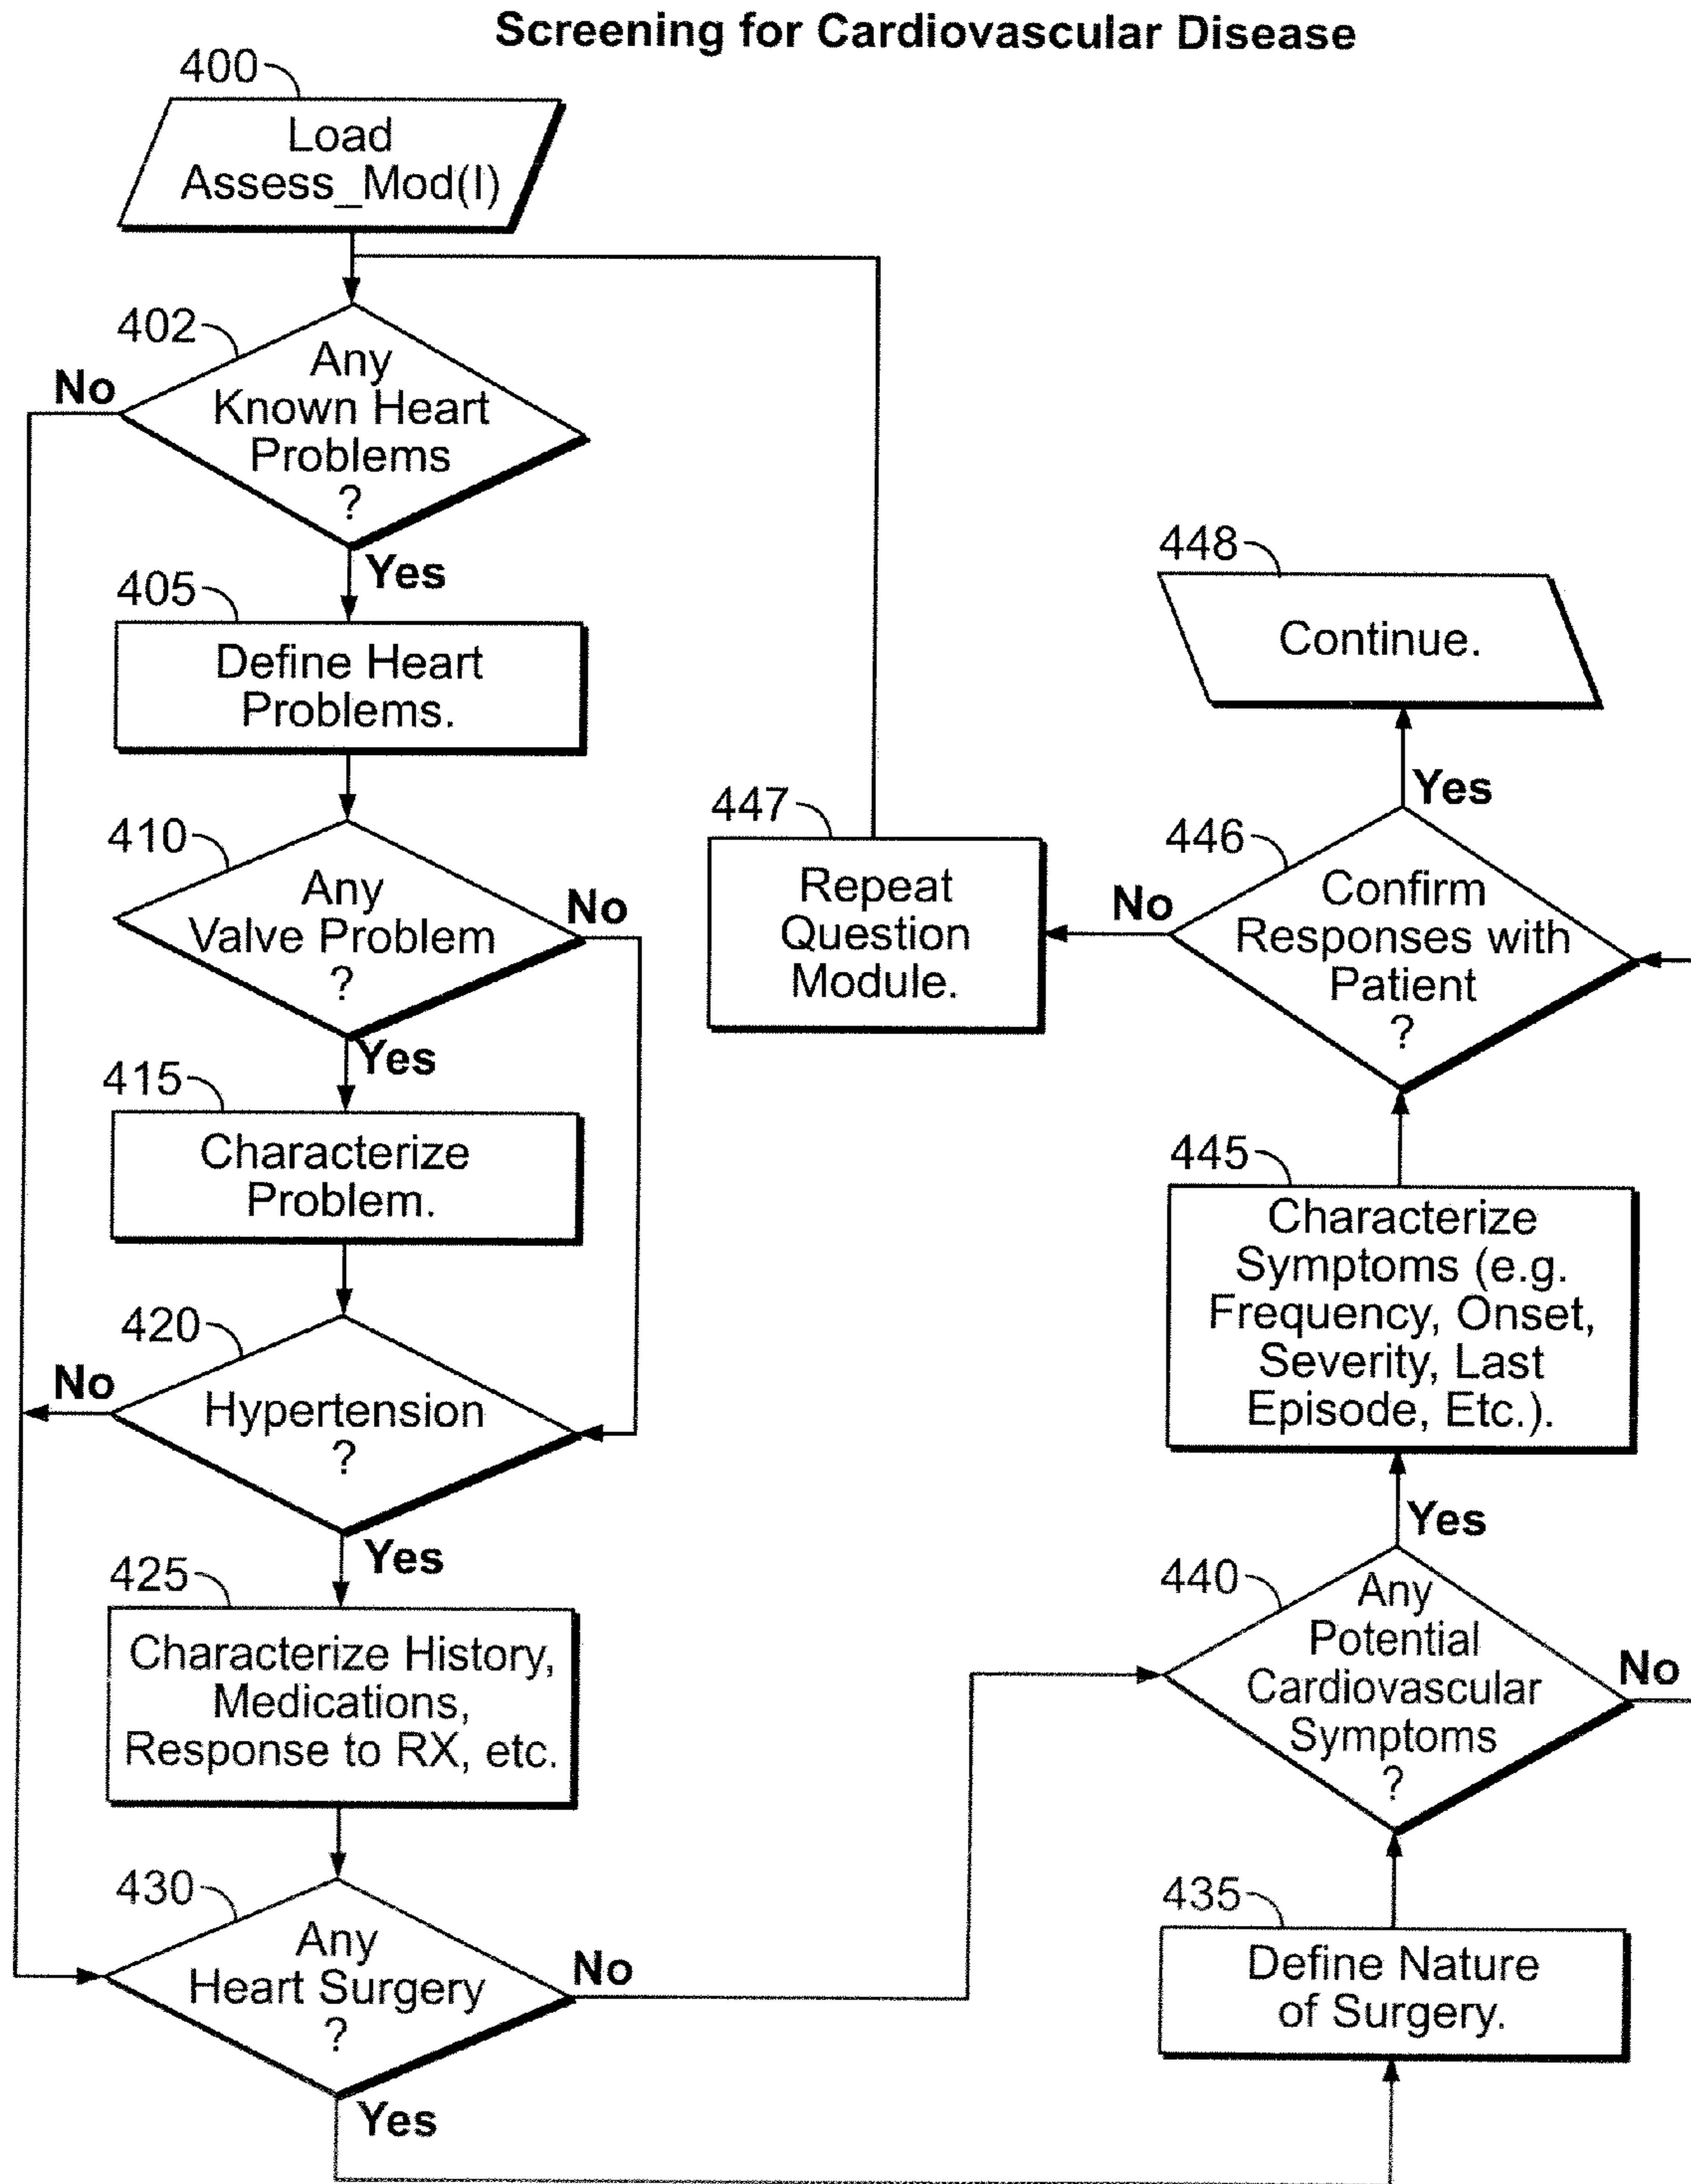 Screening for Cardiovascular Disease
400
Load
Assess_Mod(I)
402
Any
Known Heart
Problems
?
No
Yes
405
Define Heart
Problems.
410
Any
Valve Problem
?
No
Yes
415
Characterize
Problem.
420
Hypertension
?
No
Yes
425
Characterize History,
Medications,
Response to RX, etc.
430
Any
Heart Surgery
?
No
Yes
435
Define Nature
of Surgery.
440
Any
Potential
Cardiovascular
Symptoms
?
No
Yes
445
Characterize
Symptoms (e.g.
Frequency, Onset,
Severity, Last
Episode, Etc.).
446
Confirm
Responses with
Patient
?
No
Yes
447
Repeat
Question
Module.
448
Continue.